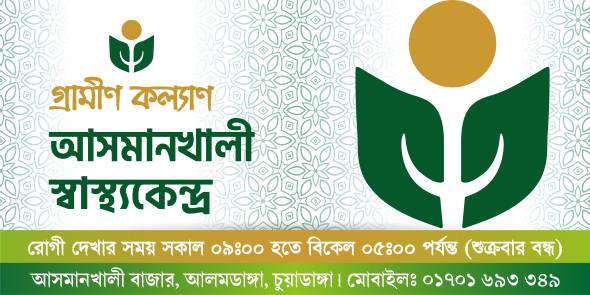 গ্রামীণ কল্যাণ
আসমানখালী
স্বাস্থ্যকেন্দ্র
রোগী দেখার সময় সকাল ০৯ঃ০০ হতে বিকেল ০৫ঃ০০ পর্যন্ত (শুক্রবার বন্ধ)
আসমানখালী বাজার, আলমডাঙ্গা, চুয়াডাঙ্গা। মোবাইলঃ ০১৭০১ ৬৯৩ ৩৪৯